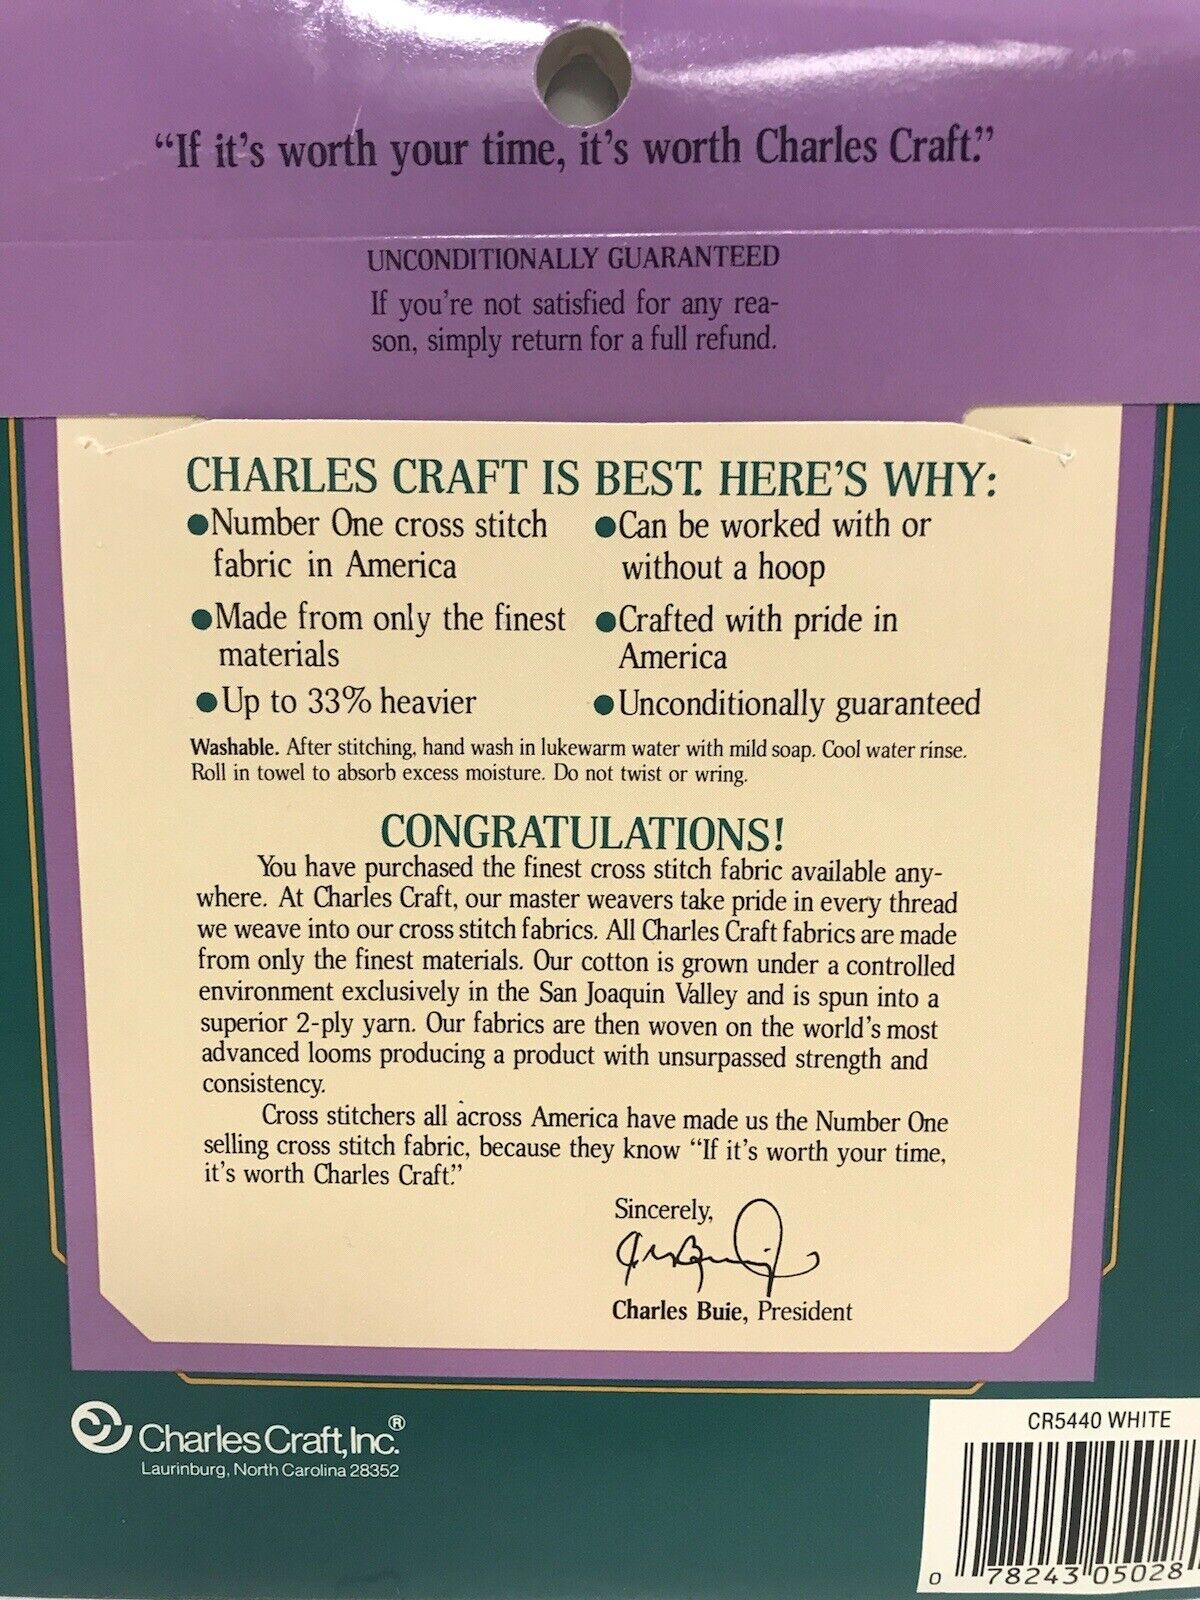 “If it’s worth your time, it’s worth Charles Craft.”
UNCONDITIONALLY GUARANTEED
If you’re not satisfied for any rea-
son, simply return for a full refund.
CHARLES CRAFT IS BEST. HERE’S WHY:
●Number One cross stitch
fabric in America
●Made from only the finest
materials
●Up to 33% heavier
●Can be worked with or
without a hoop
●Crafted with pride in
America
●Unconditionally guaranteed
Washable. After stitching, hand wash in lukewarm water with mild soap. Cool water rinse.
Roll in towel to absorb excess moisture. Do not twist or wring.
CONGRATULATIONS!
You have purchased the finest cross stitch fabric available any-
where. At Charles Craft, our master weavers take pride in every thread
we weave into our cross stitch fabrics. All Charles Craft fabrics are made
from only the finest materials. Our cotton is grown under a controlled
environment exclusively in the San Joaquin Valley and is spun into a
superior 2-ply yarn. Our fabrics are then woven on the world’s most
advanced looms producing a product with unsurpassed strength and
consistency.
Cross stitchers all across America have made us the Number One
selling cross stitch fabric, because they know “If it’s worth your time,
it’s worth Charles Craft.”
Sincerely,
Charles Buie, President
Charles Craft, Inc.®
Laurinburg, North Carolina 28352
CR5440 WHITE
0 78243 05028